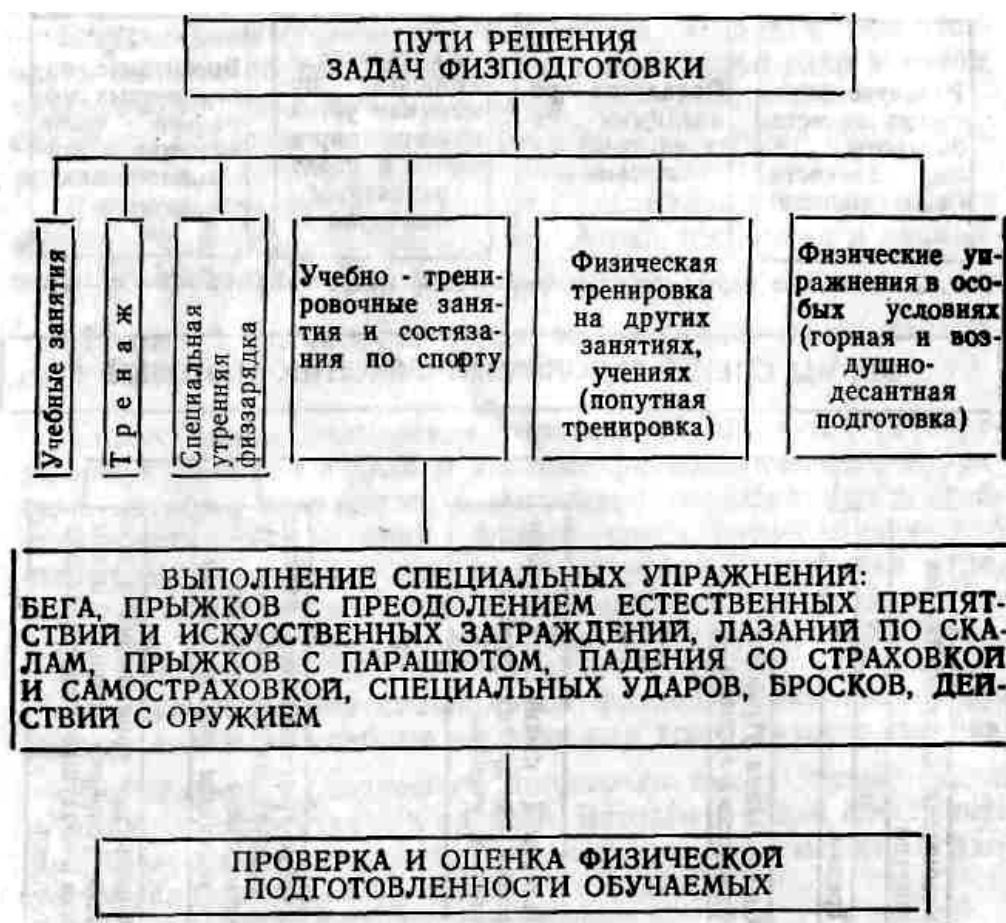 ПУТИ РЕШЕНИЯ
ЗАДАЧ ФИЗПОДГОТОВКИ
Учебные занятия
Тренаж
Специальная
утренняя
физзарядка
Учебно - трени-
ровочные заня-
тия и состяза-
ния по спорту
Физическая
тренировка
на других
занятиях,
учениях
(попутная
тренировка)
Физические уп-
ражнения в осо-
бых условиях
(горная и воз-
душно-
десантная
подготовка)
ВЫПОЛНЕНИЕ СПЕЦИАЛЬНЫХ УПРАЖНЕНИЙ:
БЕГА, ПРЫЖКОВ С ПРЕОДОЛЕНИЕМ ЕСТЕСТВЕННЫХ ПРЕПЯТ-
СТВИЙ И ИСКУССТВЕННЫХ ЗАГРАЖДЕНИЙ, ЛАЗАНИЙ ПО СКА-
ЛАМ, ПРЫЖКОВ С ПАРАШЮТОМ, ПАДЕНИЯ СО СТРАХОВКОЙ
И САМОСТРАХОВКОЙ, СПЕЦИАЛЬНЫХ УДАРОВ, БРОСКОВ, ДЕЙ-
СТВИЙ С ОРУЖИЕМ
ПРОВЕРКА И ОЦЕНКА ФИЗИЧЕСКОЙ
ПОДГОТОВЛЕННОСТИ ОБУЧАЕМЫХ